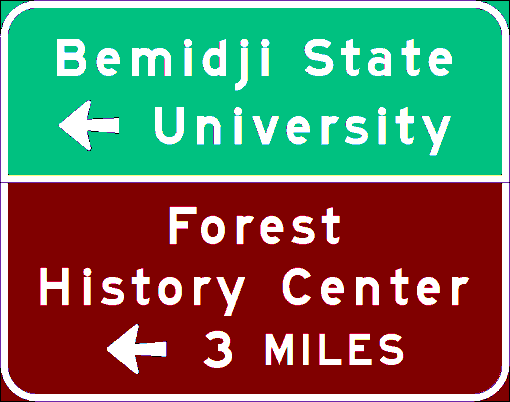 Bemidji State
← University
Forest
History Center
← 3 MILES